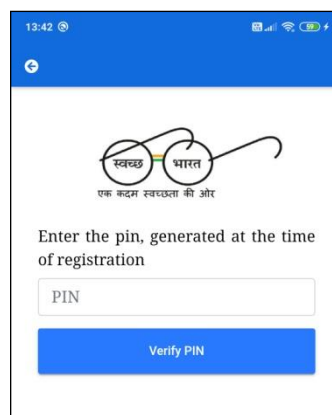 13:42
59
स्वच्छ भारत
एक कदम स्वच्छता की ओर
Enter the pin, generated at the time
of registration
PIN
Verify PIN